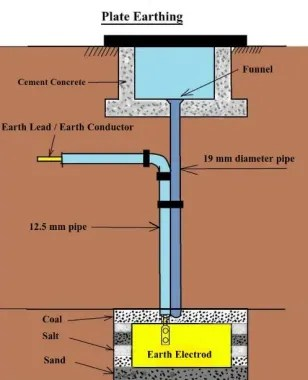 Plate Earthing
Funnel
Cement Concrete
Earth Lead / Earth Conductor
19 mm diameter pipe
12.5 mm pipe
Coal
Salt
Earth Electrod
Sand